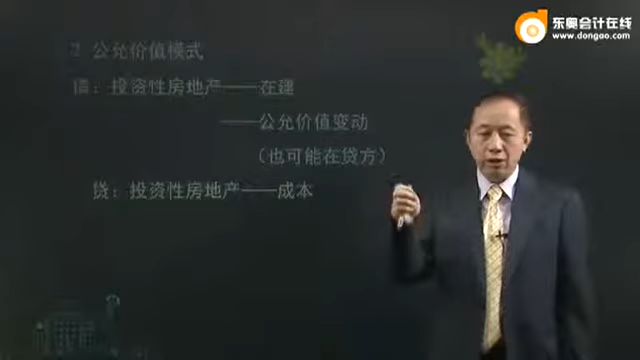 东奥会计在线
www.dongao.com
2 公允价值模式
借：投资性房地产——在建
——公允价值变动
（也可能在贷方）
贷：投资性房地产——成本